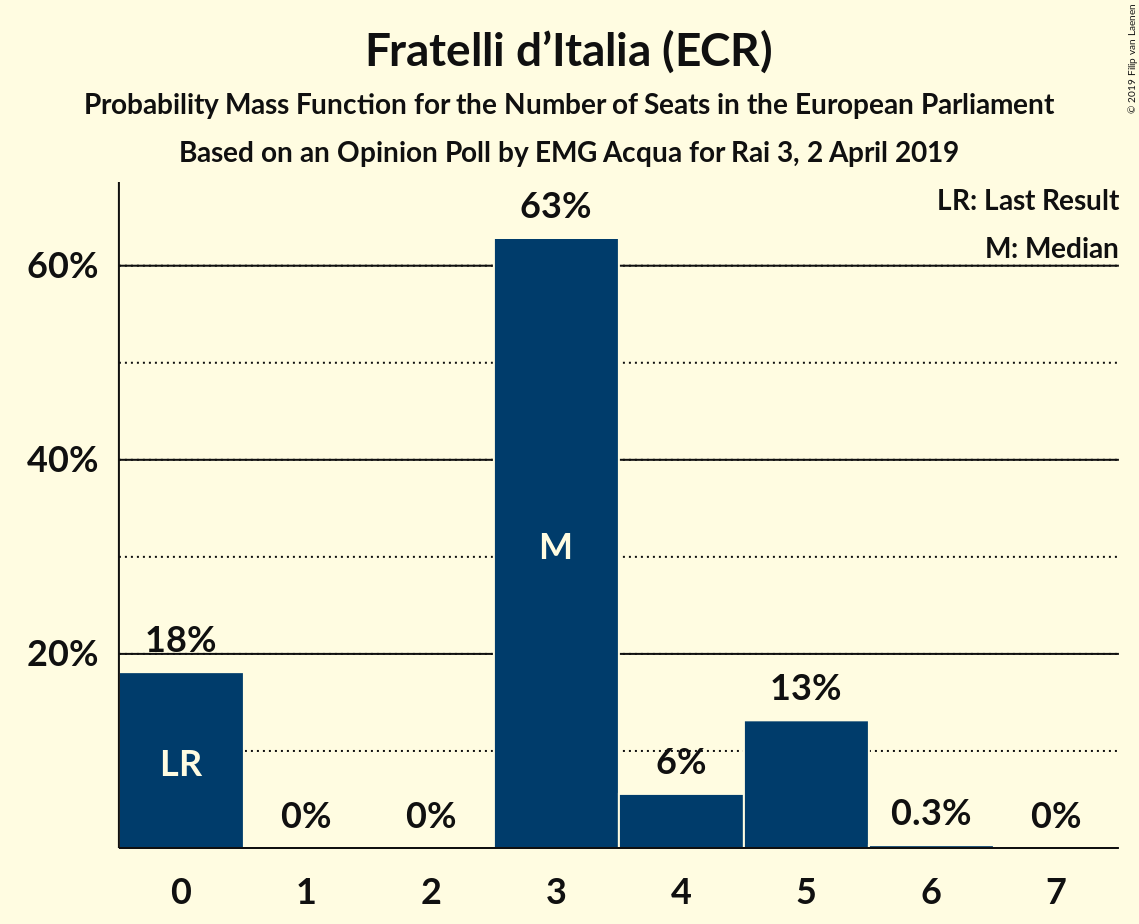 Fratelli d’Italia (ECR)
Probability Mass Function for the Number of Seats in the European Parliament
Based on an Opinion Poll by EMG Acqua for Rai 3, 2 April 2019
© 2019 Filip van Laenen
LR: Last Result
M: Median
63%
60%
40%
M
20%
18%
13%
LR
6%
0%
0%
0.3%
0%
0 1 2 3 4 5 6 7